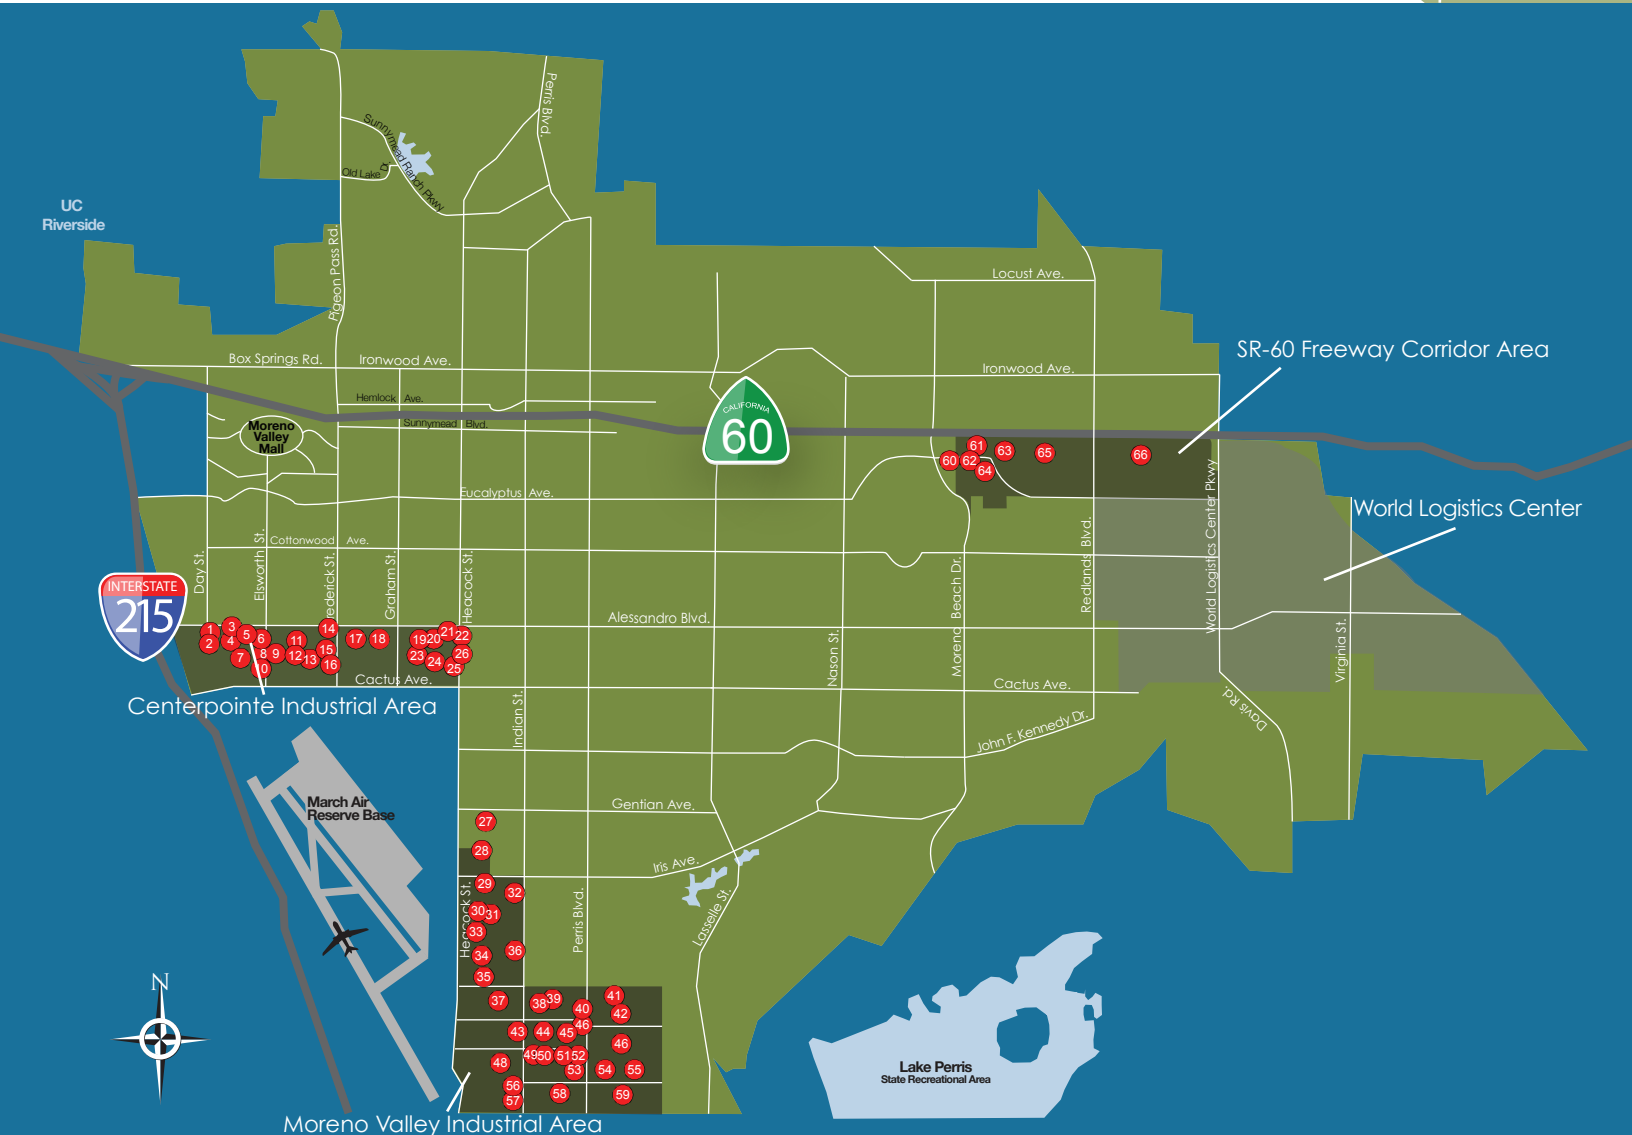 Perris Blvd.
Sunnymead Ranch Pkwy
Old Lake Dr.
UC
Riverside
Pigeon Pass Rd.
Locust Ave.
SR-60 Freeway Corridor Area
Box Springs Rd.
Ironwood Ave.
Ironwood Ave.
Hemlock Ave.
CALIFORNIA
60
Sunnymead Blvd.
Moreno
Valley
Mall
61
63
65
66
60
62
64
Eucalyptus Ave.
World Logistics Center Pkwy
World Logistics Center
Cottonwood Ave.
Day St.
Elsworth St.
rederick St.
Graham St.
Heacock St.
Moreno Beach Dr.
Redlands Blvd.
INTERSTATE
215
Alessandro Blvd.
Nason St.
Virginia St.
1
3
5
6
11
14
17
18
19
20
21
22
2
4
7
8
9
12
13
15
16
10
23
24
25
26
Cactus Ave.
Cactus Ave.
Centerpointe Industrial Area
Indian St.
Davis Rd.
John F. Kennedy Dr.
March Air
Reserve Base
Gentian Ave.
27
28
Iris Ave.
29
32
Heacock St.
30
31
33
34
36
35
Perris Blvd.
Lasselle St.
N
37
38
39
40
41
42
43
44
45
46
46
48
49
50
51
52
53
54
55
56
57
58
59
Lake Perris
State Recreational Area
Moreno Valley Industrial Area